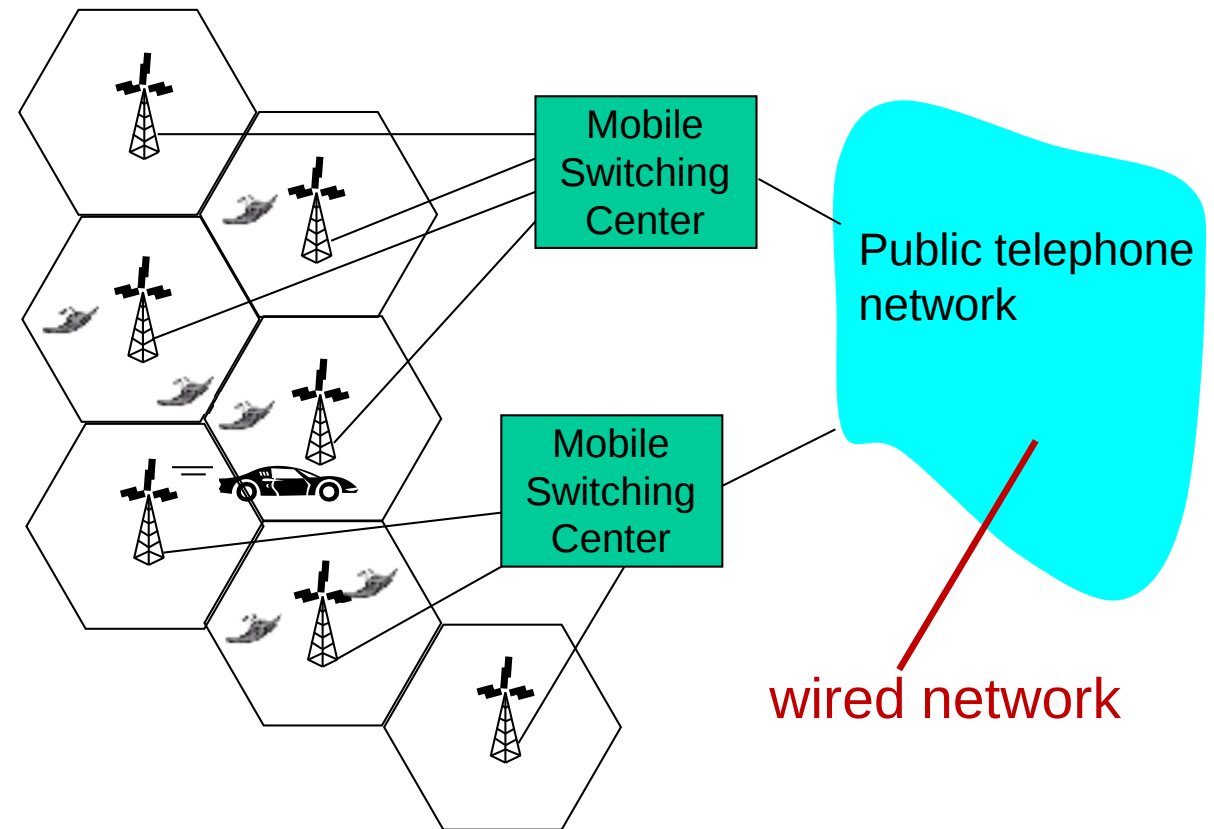 Mobile
Switching
Center
Public telephone
network
Mobile
Switching
Center
wired network